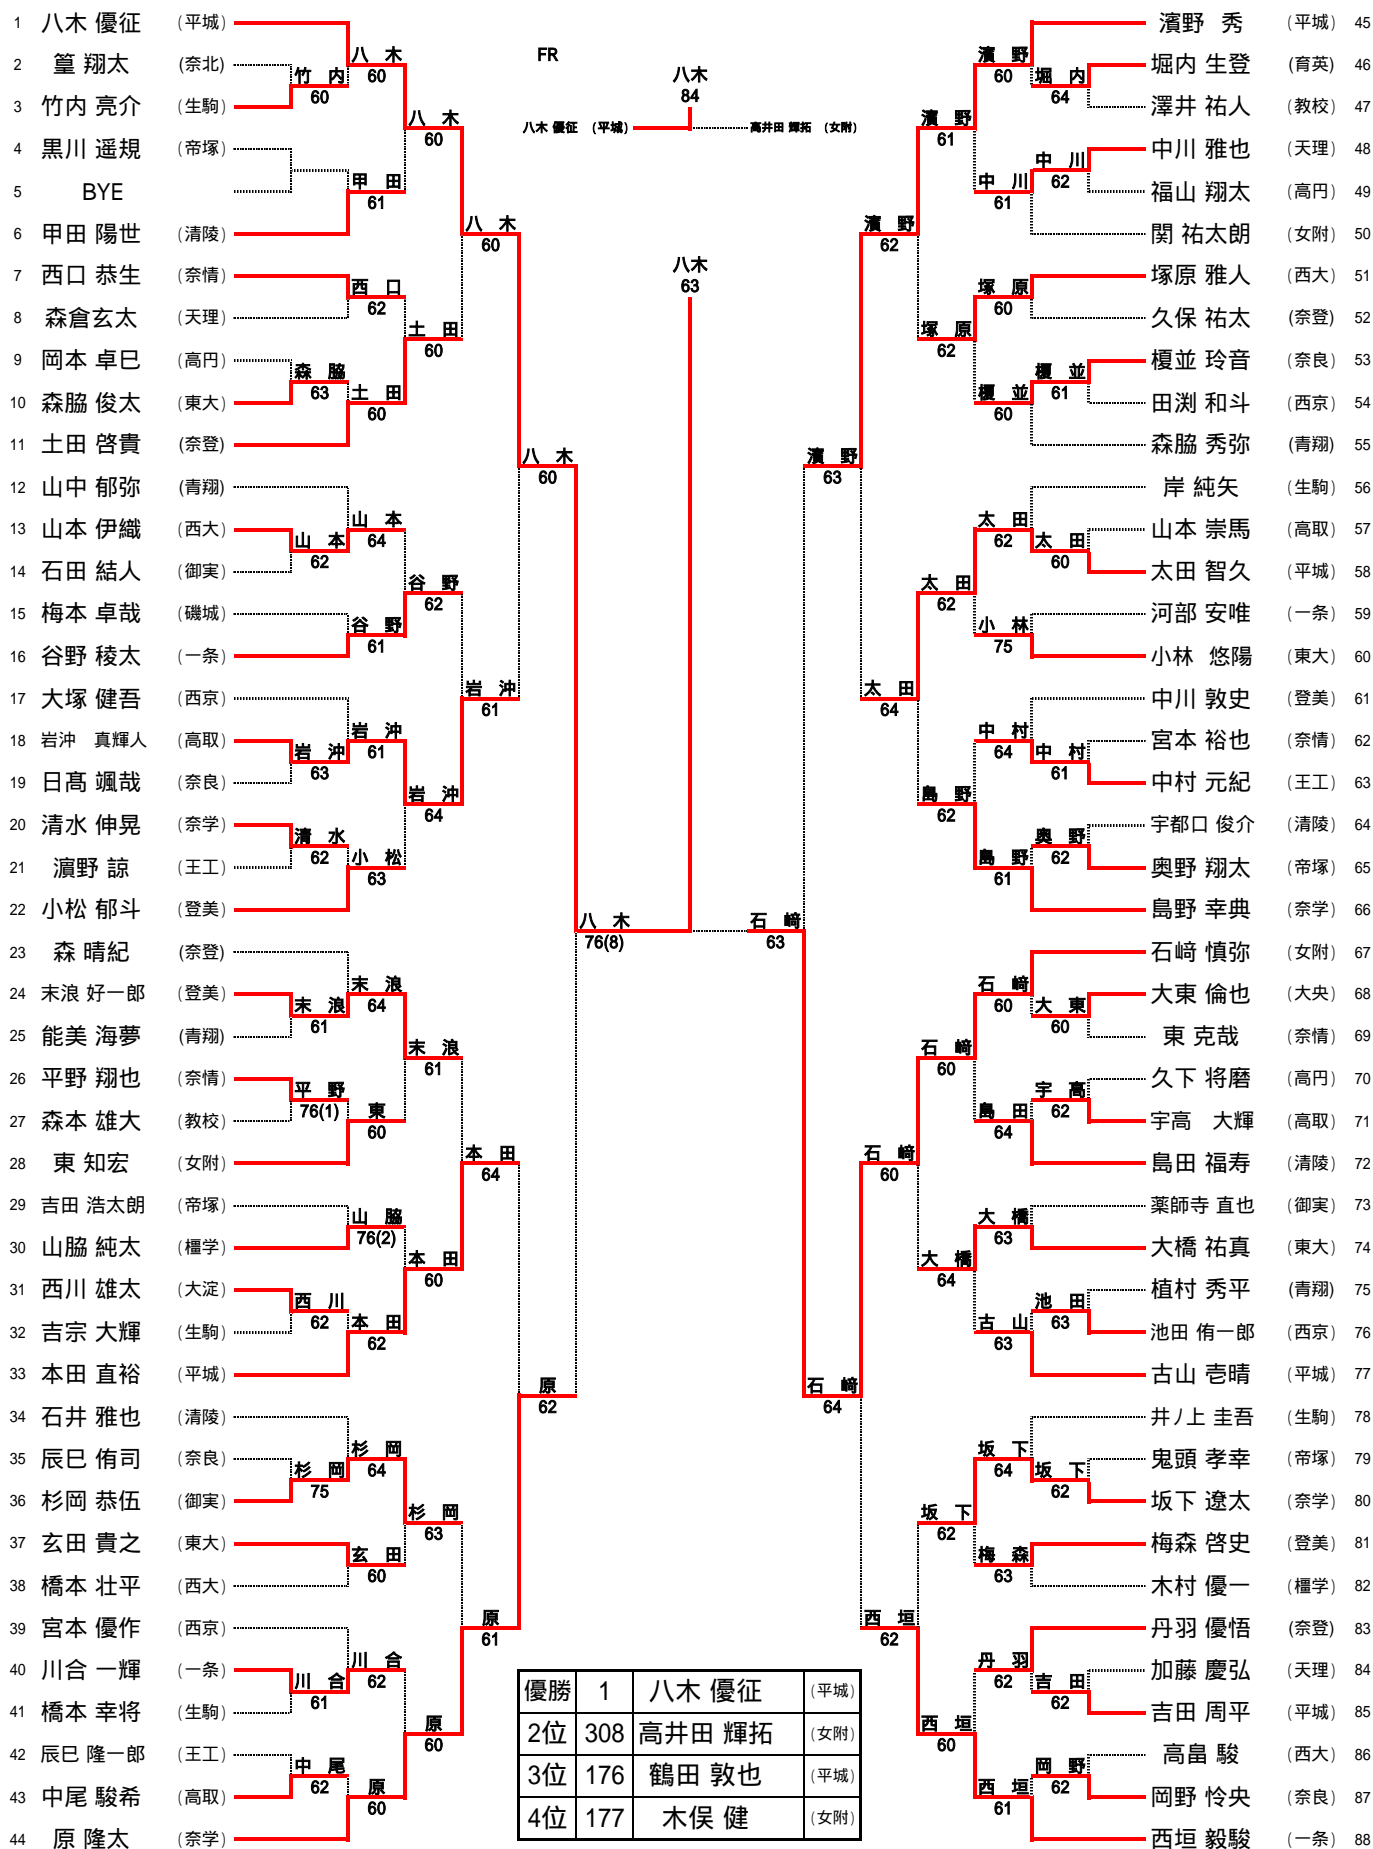 FR
八木
84
八木 優征 (平城)
高井田 輝拓 (女附)
八木
63
1 八木 優征 (平城)
2 篁 翔太 (奈北)
3 竹内 亮介 (生駒)
4 黒川 遥規 (帝塚)
5 BYE
6 甲田 陽世 (清陵)
7 西口 恭生 (奈情)
8 森倉玄太 (天理)
9 岡本 卓巳 (高円)
10 森脇 俊太 (東大)
11 土田 啓貴 (奈登)
12 山中 郁弥 (青翔)
13 山本 伊織 (西大)
14 石田 結人 (御実)
15 梅本 卓哉 (磯城)
16 谷野 稜太 (一条)
17 大塚 健吾 (西京)
18 岩沖 真輝人 (高取)
19 日髙 颯哉 (奈良)
20 清水 伸晃 (奈学)
21 濵野 諒 (王工)
22 小松 郁斗 (登美)
23 森 晴紀 (奈登)
24 末浪 好一郎 (登美)
25 能美 海夢 (青翔)
26 平野 翔也 (奈情)
27 森本 雄大 (教校)
28 東 知宏 (女附)
29 吉田 浩太朗 (帝塚)
30 山脇 純太 (橿学)
31 西川 雄太 (大淀)
32 吉宗 大輝 (生駒)
33 本田 直裕 (平城)
34 石井 雅也 (清陵)
35 辰巳 侑司 (奈良)
36 杉岡 恭伍 (御実)
37 玄田 貴之 (東大)
38 橋本 壮平 (西大)
39 宮本 優作 (西京)
40 川合 一輝 (一条)
41 橋本 幸将 (生駒)
42 辰巳 隆一郎 (王工)
43 中尾 駿希 (高取)
44 原 隆太 (奈学)
竹内
60
森脇
63
山本
62
岩沖
63
清水
62
末浪
61
平野
76(1)
西川
62
杉岡
75
川合
61
中尾
62
八木
60
甲田
61
西口
62
土田
60
山本
64
谷野
61
岩沖
61
小松
63
末浪
64
東
60
山脇
76(2)
本田
62
杉岡
64
玄田
60
川合
62
原
60
八木
60
土田
60
谷野
62
岩沖
64
末浪
61
本田
60
杉岡
63
原
60
八木
60
岩沖
61
本田
64
原
61
八木
60
原
62
八木
76(8)
石﨑
63
濵野
63
石﨑
64
濵野
62
太田
64
石﨑
60
西垣
62
濵野
61
塚原
62
太田
62
島野
62
石﨑
60
大橋
64
坂下
62
西垣
60
濵野
60
中川
61
塚原
60
榎並
60
太田
62
小林
75
中村
64
島野
61
石﨑
60
島田
64
大橋
63
古山
63
坂下
64
梅森
63
丹羽
62
西垣
61
堀内
64
中川
62
榎並
61
太田
60
中村
61
奥野
62
大東
60
宇高
62
池田
63
坂下
62
吉田
62
岡野
62
濱野 秀 (平城) 45
堀内 生登 (育英) 46
澤井 祐人 (教校) 47
中川 雅也 (天理) 48
福山 翔太 (高円) 49
関 祐太朗 (女附) 50
塚原 雅人 (西大) 51
久保 祐太 (奈登) 52
榎並 玲音 (奈良) 53
田渕 和斗 (西京) 54
森脇 秀弥 (青翔) 55
岸 純矢 (生駒) 56
山本 崇馬 (高取) 57
太田 智久 (平城) 58
河部 安唯 (一条) 59
小林 悠陽 (東大) 60
中川 敦史 (登美) 61
宮本 裕也 (奈情) 62
中村 元紀 (王工) 63
宇都口 俊介 (清陵) 64
奥野 翔太 (帝塚) 65
島野 幸典 (奈学) 66
石﨑 慎弥 (女附) 67
大東 倫也 (大央) 68
東 克哉 (奈情) 69
久下 将磨 (高円) 70
宇高 大輝 (高取) 71
島田 福寿 (清陵) 72
薬師寺 直也 (御実) 73
大橋 祐真 (東大) 74
植村 秀平 (青翔) 75
池田 侑一郎 (西京) 76
古山 壱晴 (平城) 77
井ノ上 圭吾 (生駒) 78
鬼頭 孝幸 (帝塚) 79
坂下 遼太 (奈学) 80
梅森 啓史 (登美) 81
木村 優一 (橿学) 82
丹羽 優悟 (奈登) 83
加藤 慶弘 (天理) 84
吉田 周平 (平城) 85
高畠 駿 (西大) 86
岡野 怜央 (奈良) 87
西垣 毅駿 (一条) 88
優勝 1 八木 優征 (平城)
2位 308 高井田 輝拓 (女附)
3位 176 鶴田 敦也 (平城)
4位 177 木俣 健 (女附)